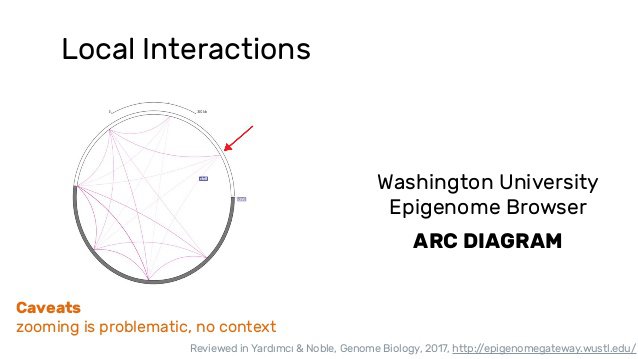 Local Interactions
Washington University
Epigenome Browser
ARC DIAGRAM
Caveats
zooming is problematic, no context
Reviewed in Yardımcı & Noble, Genome Biology, 2017, http://epigenomegateway.wustl.edu/